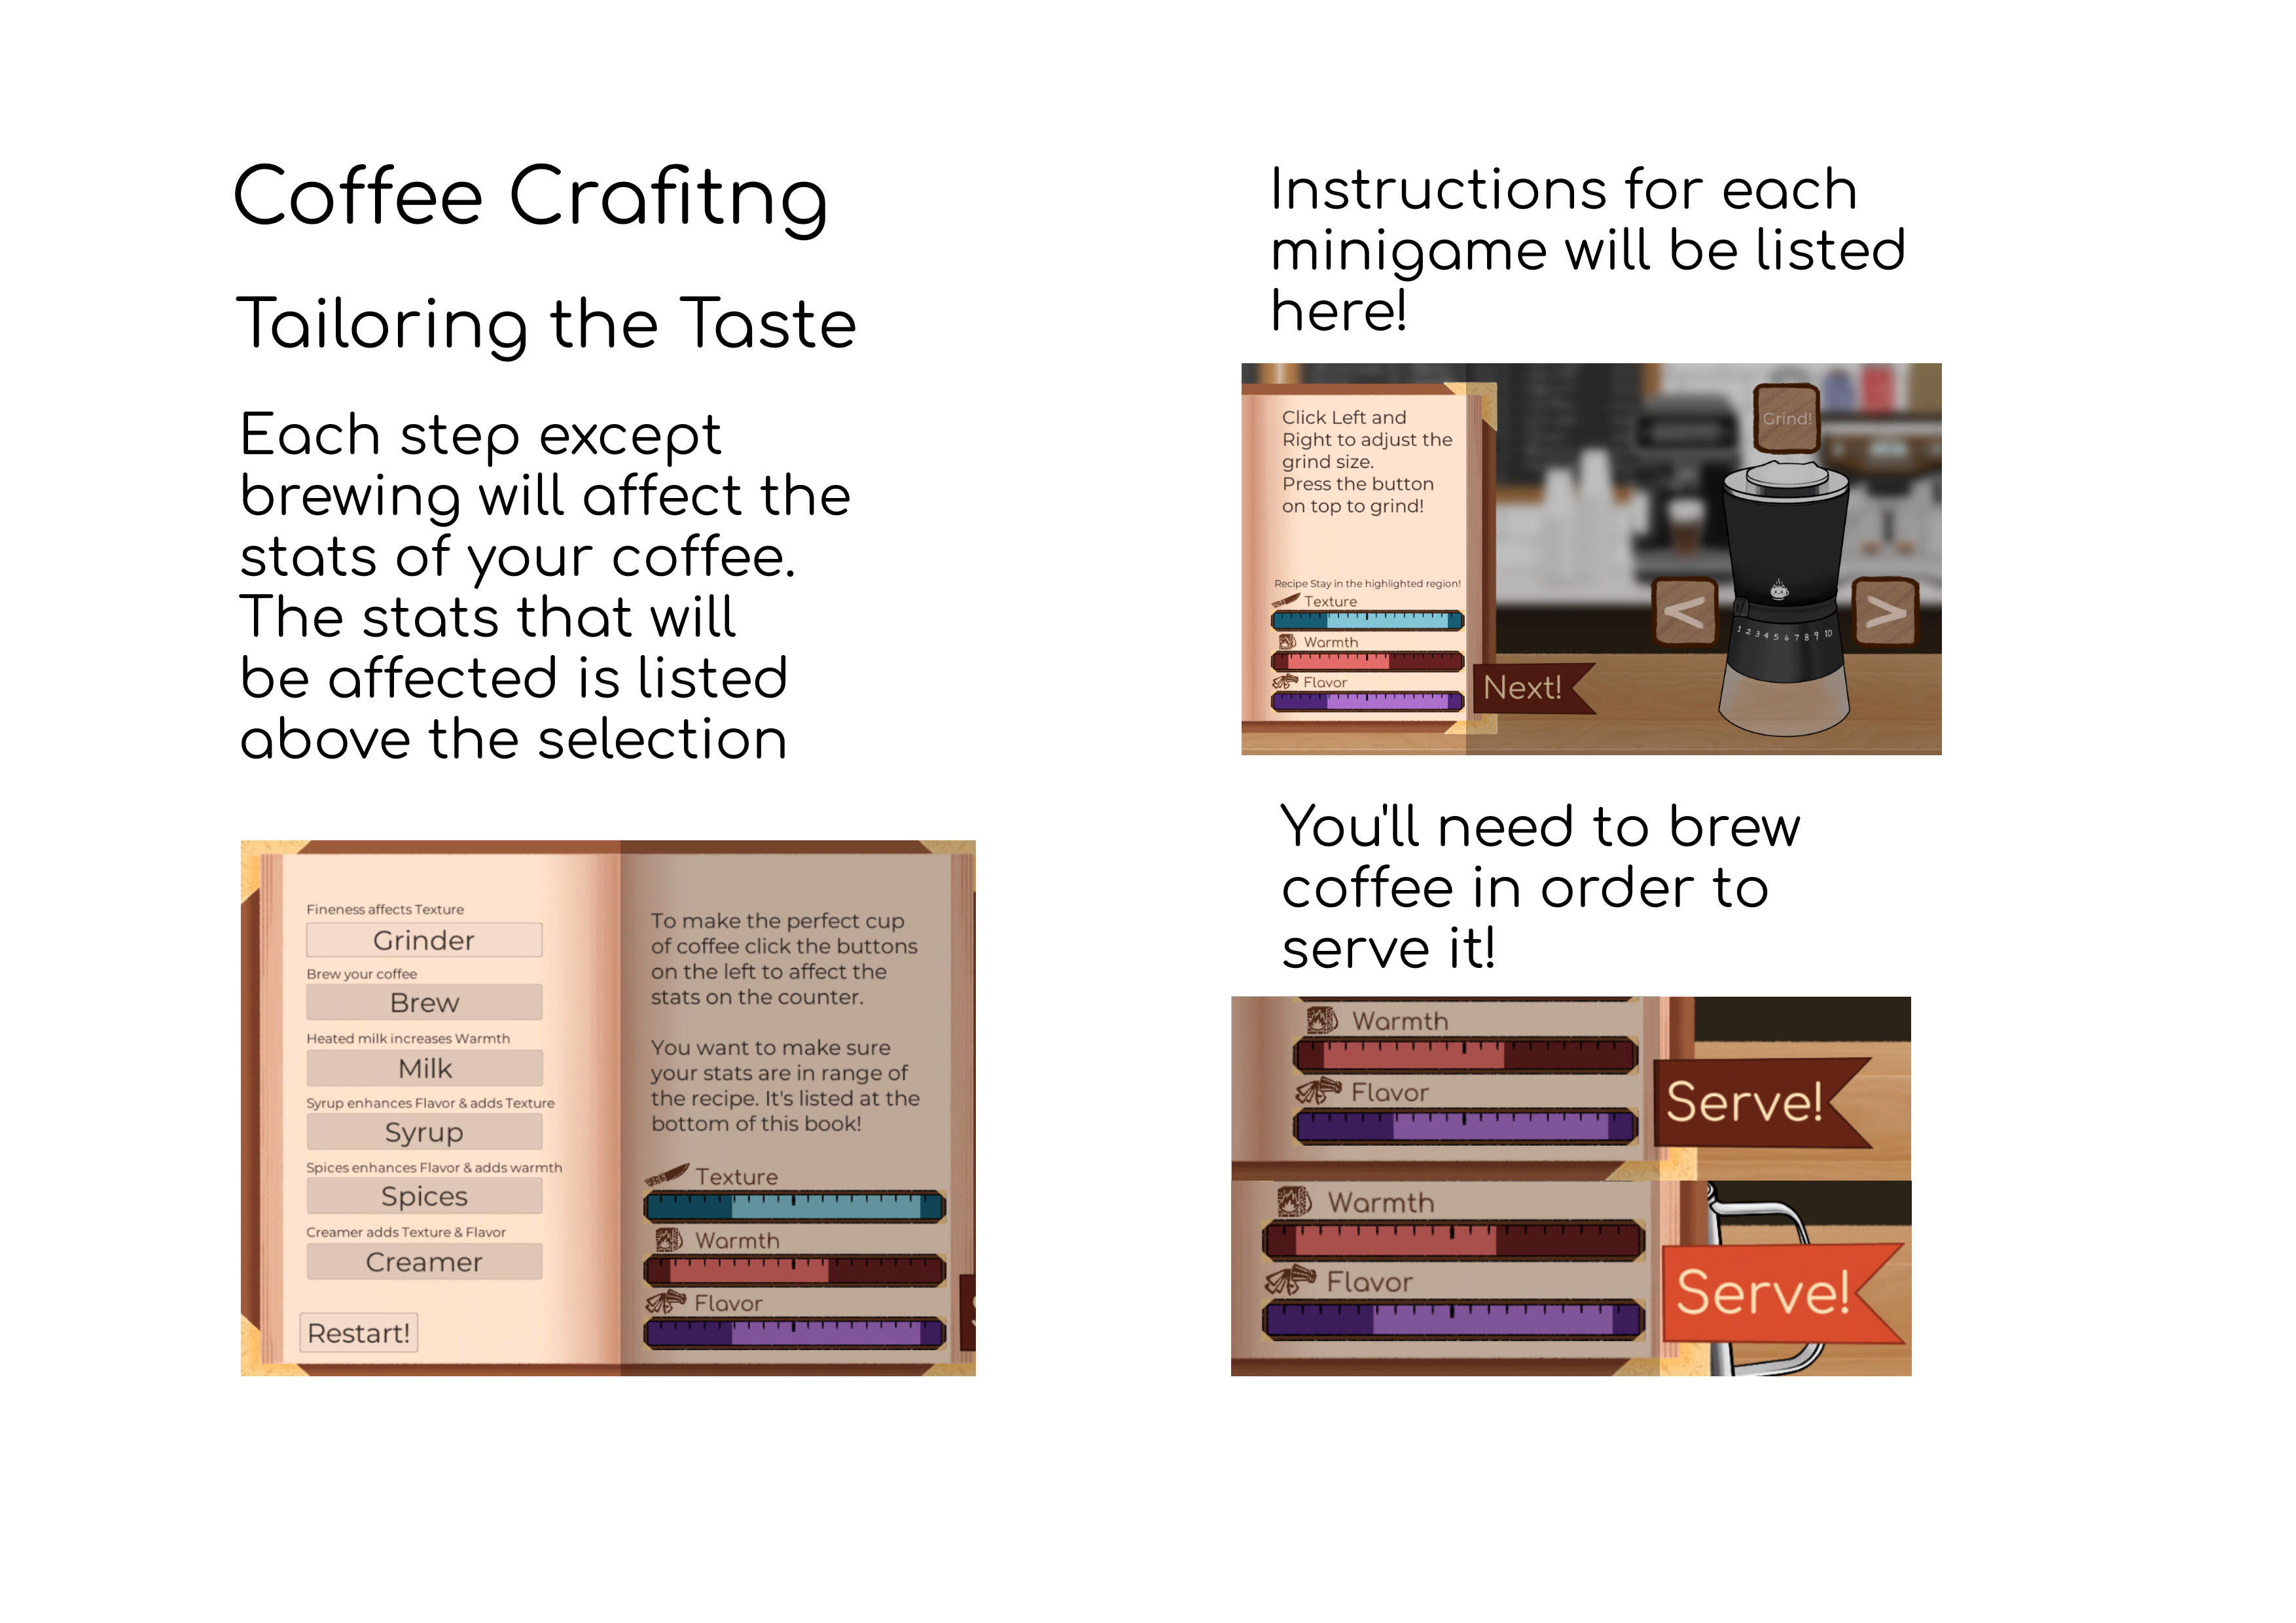 Coffee Crafitng
Tailoring the Taste
Each step except
brewing will affect the
stats of your coffee.
The stats that will
be affected is listed
above the selection
Fineness affects Texture
Grinder
Brew your coffee
Brew
Heated milk increases Warmth
Milk
Syrup enhances Flavor & adds Texture
Syrup
Spices enhances Flavor & adds warmth
Spices
Creamer adds Texture & Flavor
Creamer
Restart!
To make the perfect cup
of coffee click the buttons
on the left to affect the
stats on the counter.
You want to make sure
your stats are in range of
the recipe. It's listed at the
bottom of this book!
Texture
Warmth
Flavor
Instructions for each
minigame will be listed
here!
Click Left and
Right to adjust the
grind size.
Press the button
on top to grind!
Recipe Stay in the highlighted region!
Texture
Warmth
Flavor
Next!
Grind!
<
>
1 2 3 4 5 6 7 8 9 10
You'll need to brew
coffee in order to
serve it!
Warmth
Flavor
Serve!
Warmth
Flavor
Serve!